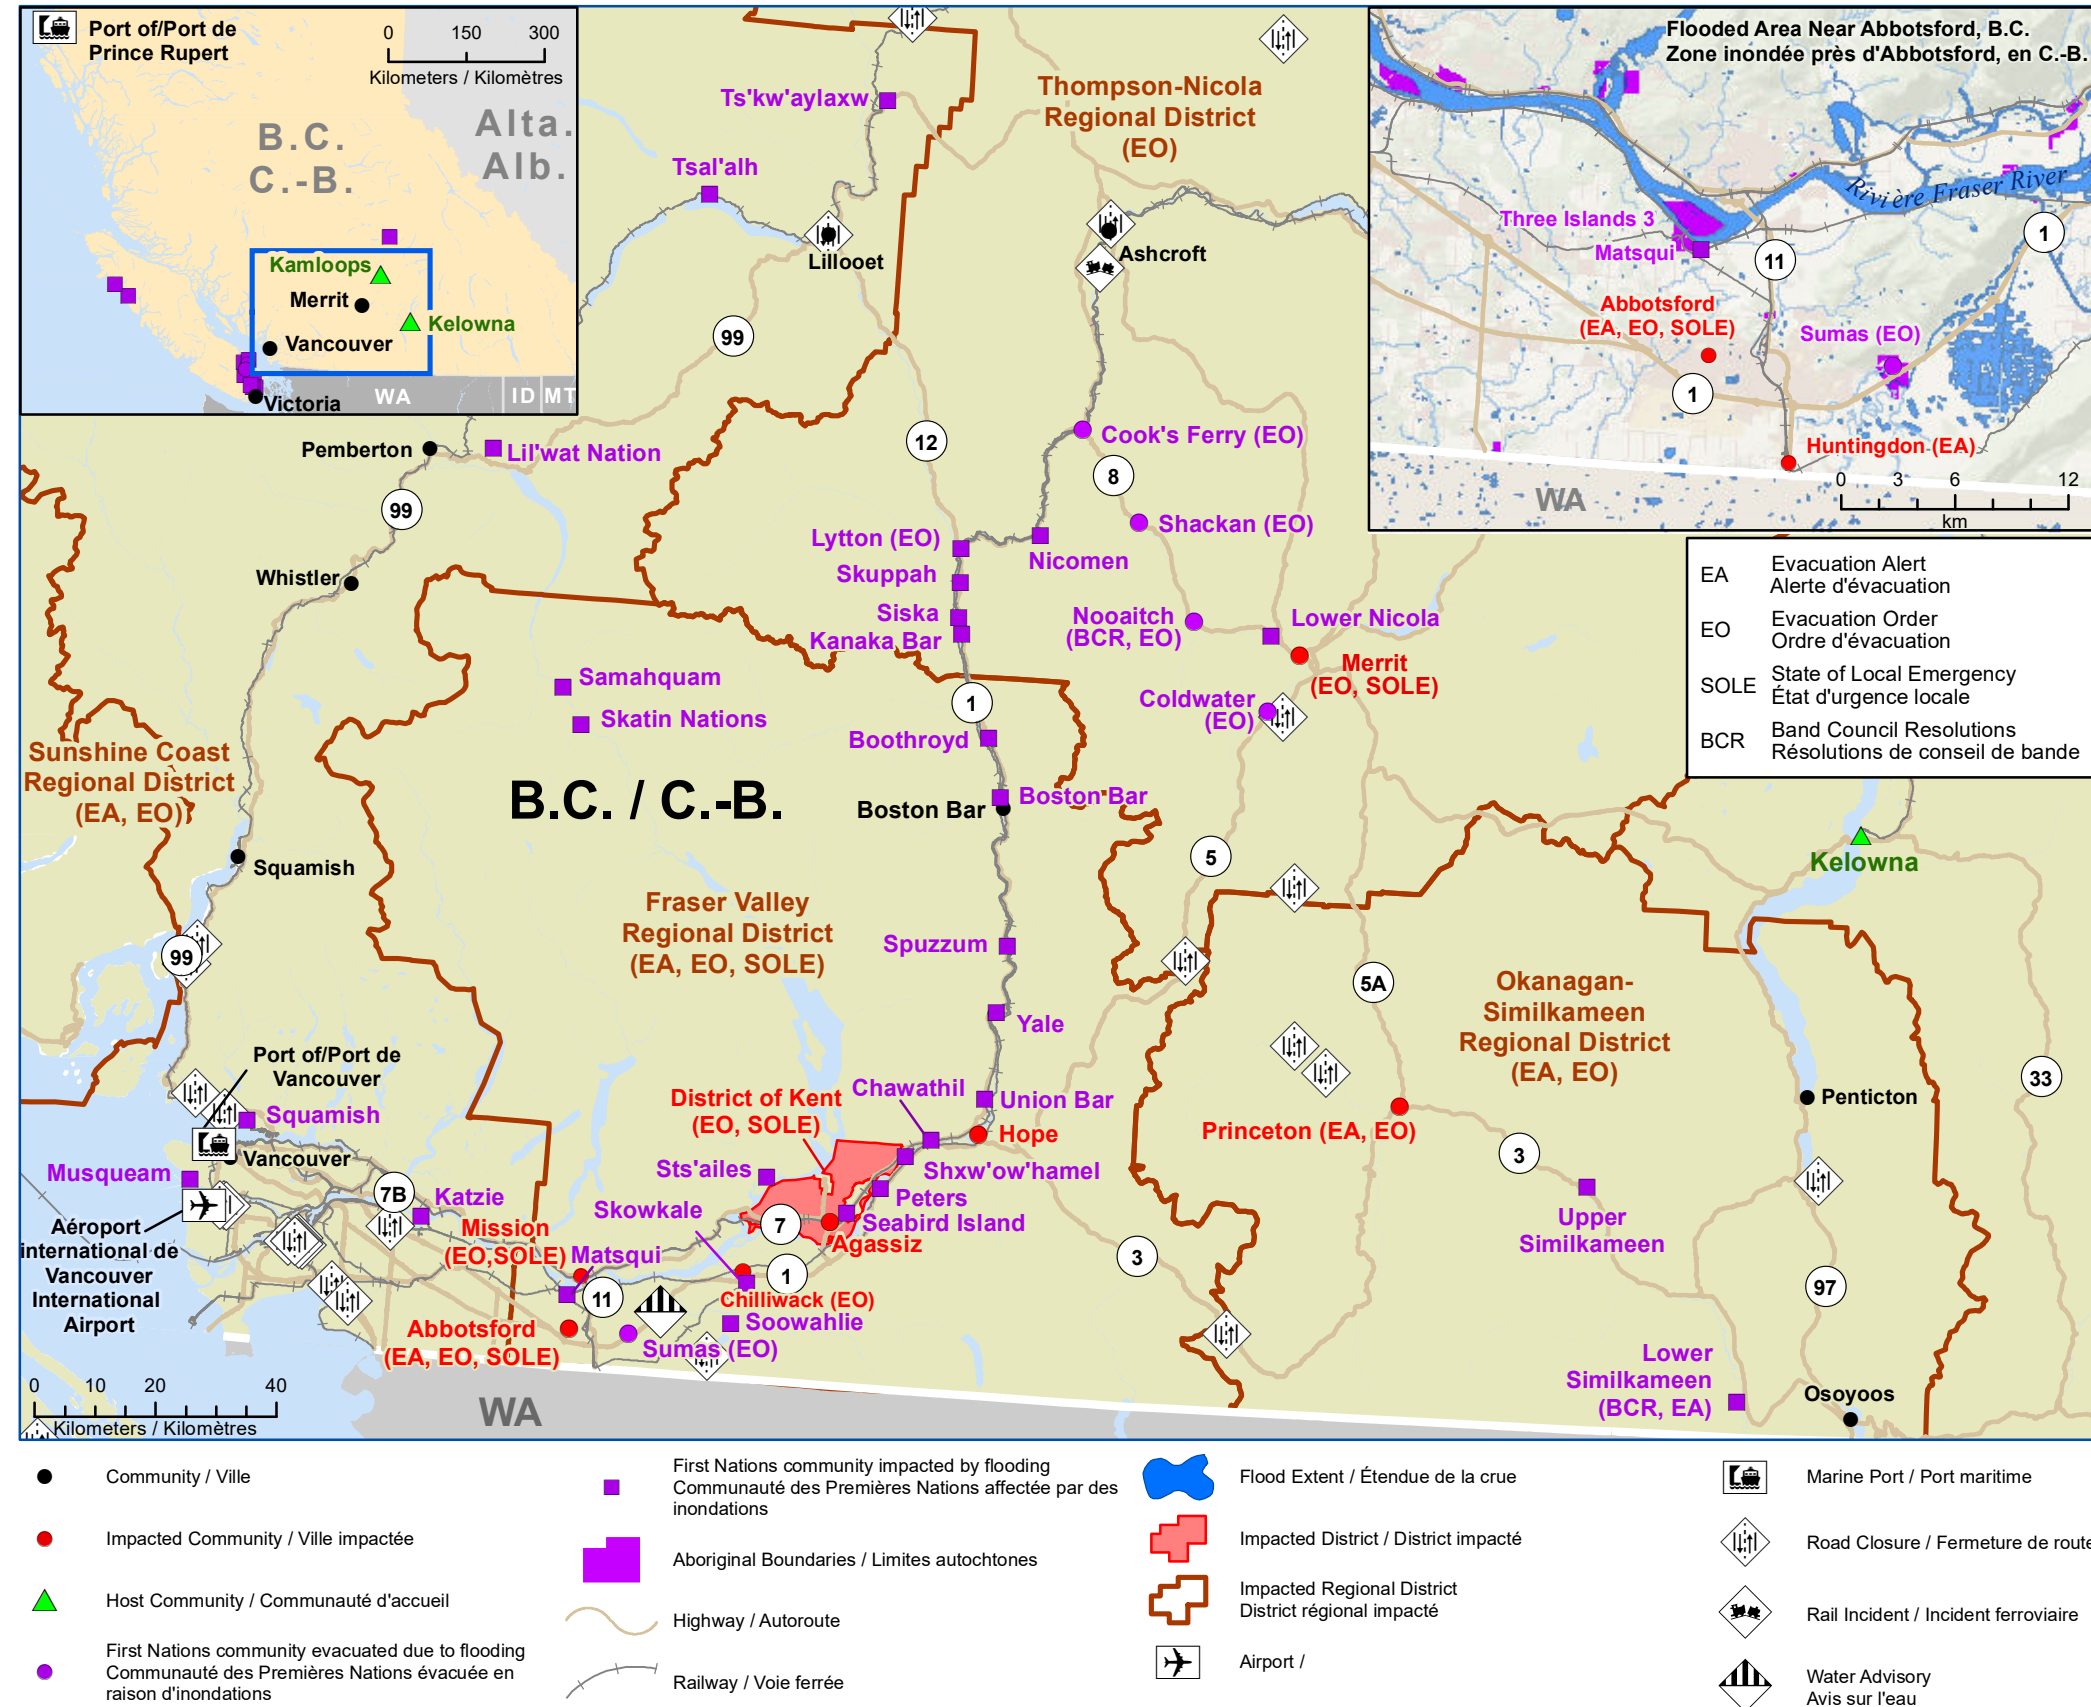 Port of/Port de
Prince Rupert
0 150 300
Kilometers / Kilomètres
B.C.
C.-B.
Alta.
Alb.
Kamloops
Merrit
Kelowna
Vancouver
Victoria
WA
ID
MT
Flooded Area Near Abbotsford, B.C.
Zone inondée près d'Abbotsford, en C.-B.
Rivière Fraser River
Three Islands 3
Matsqui
1
11
Abbotsford
(EA, EO, SOLE)
Sumas (EO)
1
Huntingdon (EA)
WA
0 3 6 12
km
EA
Evacuation Alert
Alerte d'évacuation
EO
Evacuation Order
Ordre d'évacuation
SOLE
State of Local Emergency
État d'urgence locale
BCR
Band Council Resolutions
Résolutions de conseil de bande
Thompson-Nicola
Regional District
(EO)
Ts'kw'aylaxw
Tsal'alh
Lillooet
Ashcroft
99
12
Pemberton
Lil'wat Nation
99
Cook's Ferry (EO)
8
Shackan (EO)
Whistler
Lytton (EO)
Nicomen
Skuppah
Siska
Kanaka Bar
Nooaitch
(BCR, EO)
Lower Nicola
Merrit
(EO, SOLE)
Samahquam
Skatin Nations
1
Coldwater
(EO)
Sunshine Coast
Regional District
(EA, EO)
Boothroyd
B.C. / C.-B.
Boston Bar
Boston Bar
Squamish
5
Kelowna
Fraser Valley
Regional District
(EA, EO, SOLE)
Spuzzum
99
5A
Okanagan-
Similkameen
Regional District
(EA, EO)
Yale
Port of/Port de
Vancouver
Squamish
Chawathil
Union Bar
District of Kent
(EO, SOLE)
Hope
Princeton (EA, EO)
Penticton
33
3
Vancouver
Musqueam
Sts'ailes
Shxw'ow'hamel
Peters
7B
Katzie
Skowkale
7
Seabird Island
Agassiz
Upper
Similkameen
Aéroport
international de
Vancouver
International
Airport
Mission
(EO,SOLE)
Matsqui
11
1
3
97
Chilliwack (EO)
Soowahlie
Abbotsford
(EA, EO, SOLE)
Sumas (EO)
Lower
Similkameen
(BCR, EA)
Osoyoos
0 10 20 40
Kilometers / Kilomètres
WA
Community / Ville
Impacted Community / Ville impactée
Host Community / Communauté d'accueil
First Nations community evacuated due to flooding
Communauté des Premières Nations évacuée en
raison d'inondations
First Nations community impacted by flooding
Communauté des Premières Nations affectée par des
inondations
Aboriginal Boundaries / Limites autochtones
Highway / Autoroute
Railway / Voie ferrée
Flood Extent / Étendue de la crue
Impacted District / District impacté
Impacted Regional District
District régional impacté
Airport /
Marine Port / Port maritime
Road Closure / Fermeture de route
Rail Incident / Incident ferroviaire
Water Advisory
Avis sur l'eau